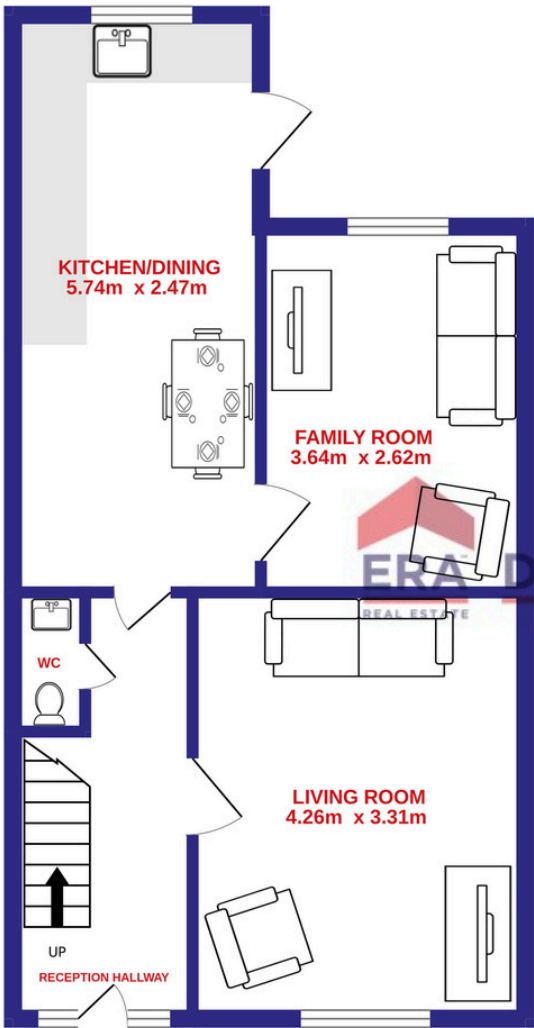 KITCHEN/DINING
5.74m x 2.47m
FAMILY ROOM
3.64m x 2.62m
ERA D
REAL ESTATE
WC
LIVING ROOM
4.26m x 3.31m
UP
RECEPTION HALLWAY